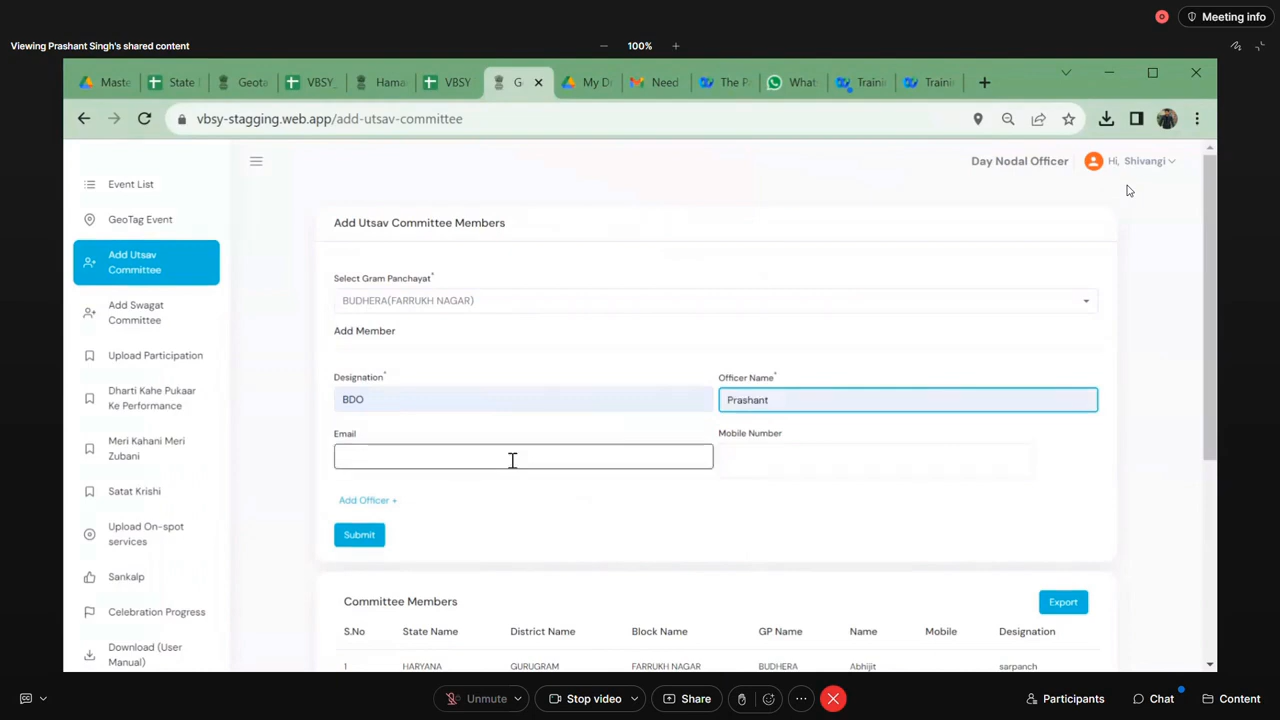 Meeting info
Viewing Prashant Singh's shared content
100%
Maste
State
Geota
VBSY_
Hama
VBSY
G
My D
Need
The P
What
Traini
Traini
vbsy-stagging.web.app/add-utsav-committee
Day Nodal Officer
Hi, Shivangi
Event List
GeoTag Event
Add Utsav
Committee
Add Swagat
Committee
Upload Participation
Dharti Kahe Pukaar
Ke Performance
Meri Kahani Meri
Zubani
Satat Krishi
Upload On-spot
services
Sankalp
Celebration Progress
Download (User
Manual)
Add Utsav Committee Members
Select Gram Panchayat*
BUDHERA(FARRUKH NAGAR)
Add Member
Designation*
Officer Name*
BDO
Prashant
Email
Mobile Number
Add Officer +
Submit
Committee Members
Export
S.No State Name District Name Block Name GP Name Name Mobile Designation
1 HARYANA GURUGRAM FARRUKH NAGAR BUDHERA Abhijit sarpanch
Unmute
Stop video
Share
Participants
Chat
Content